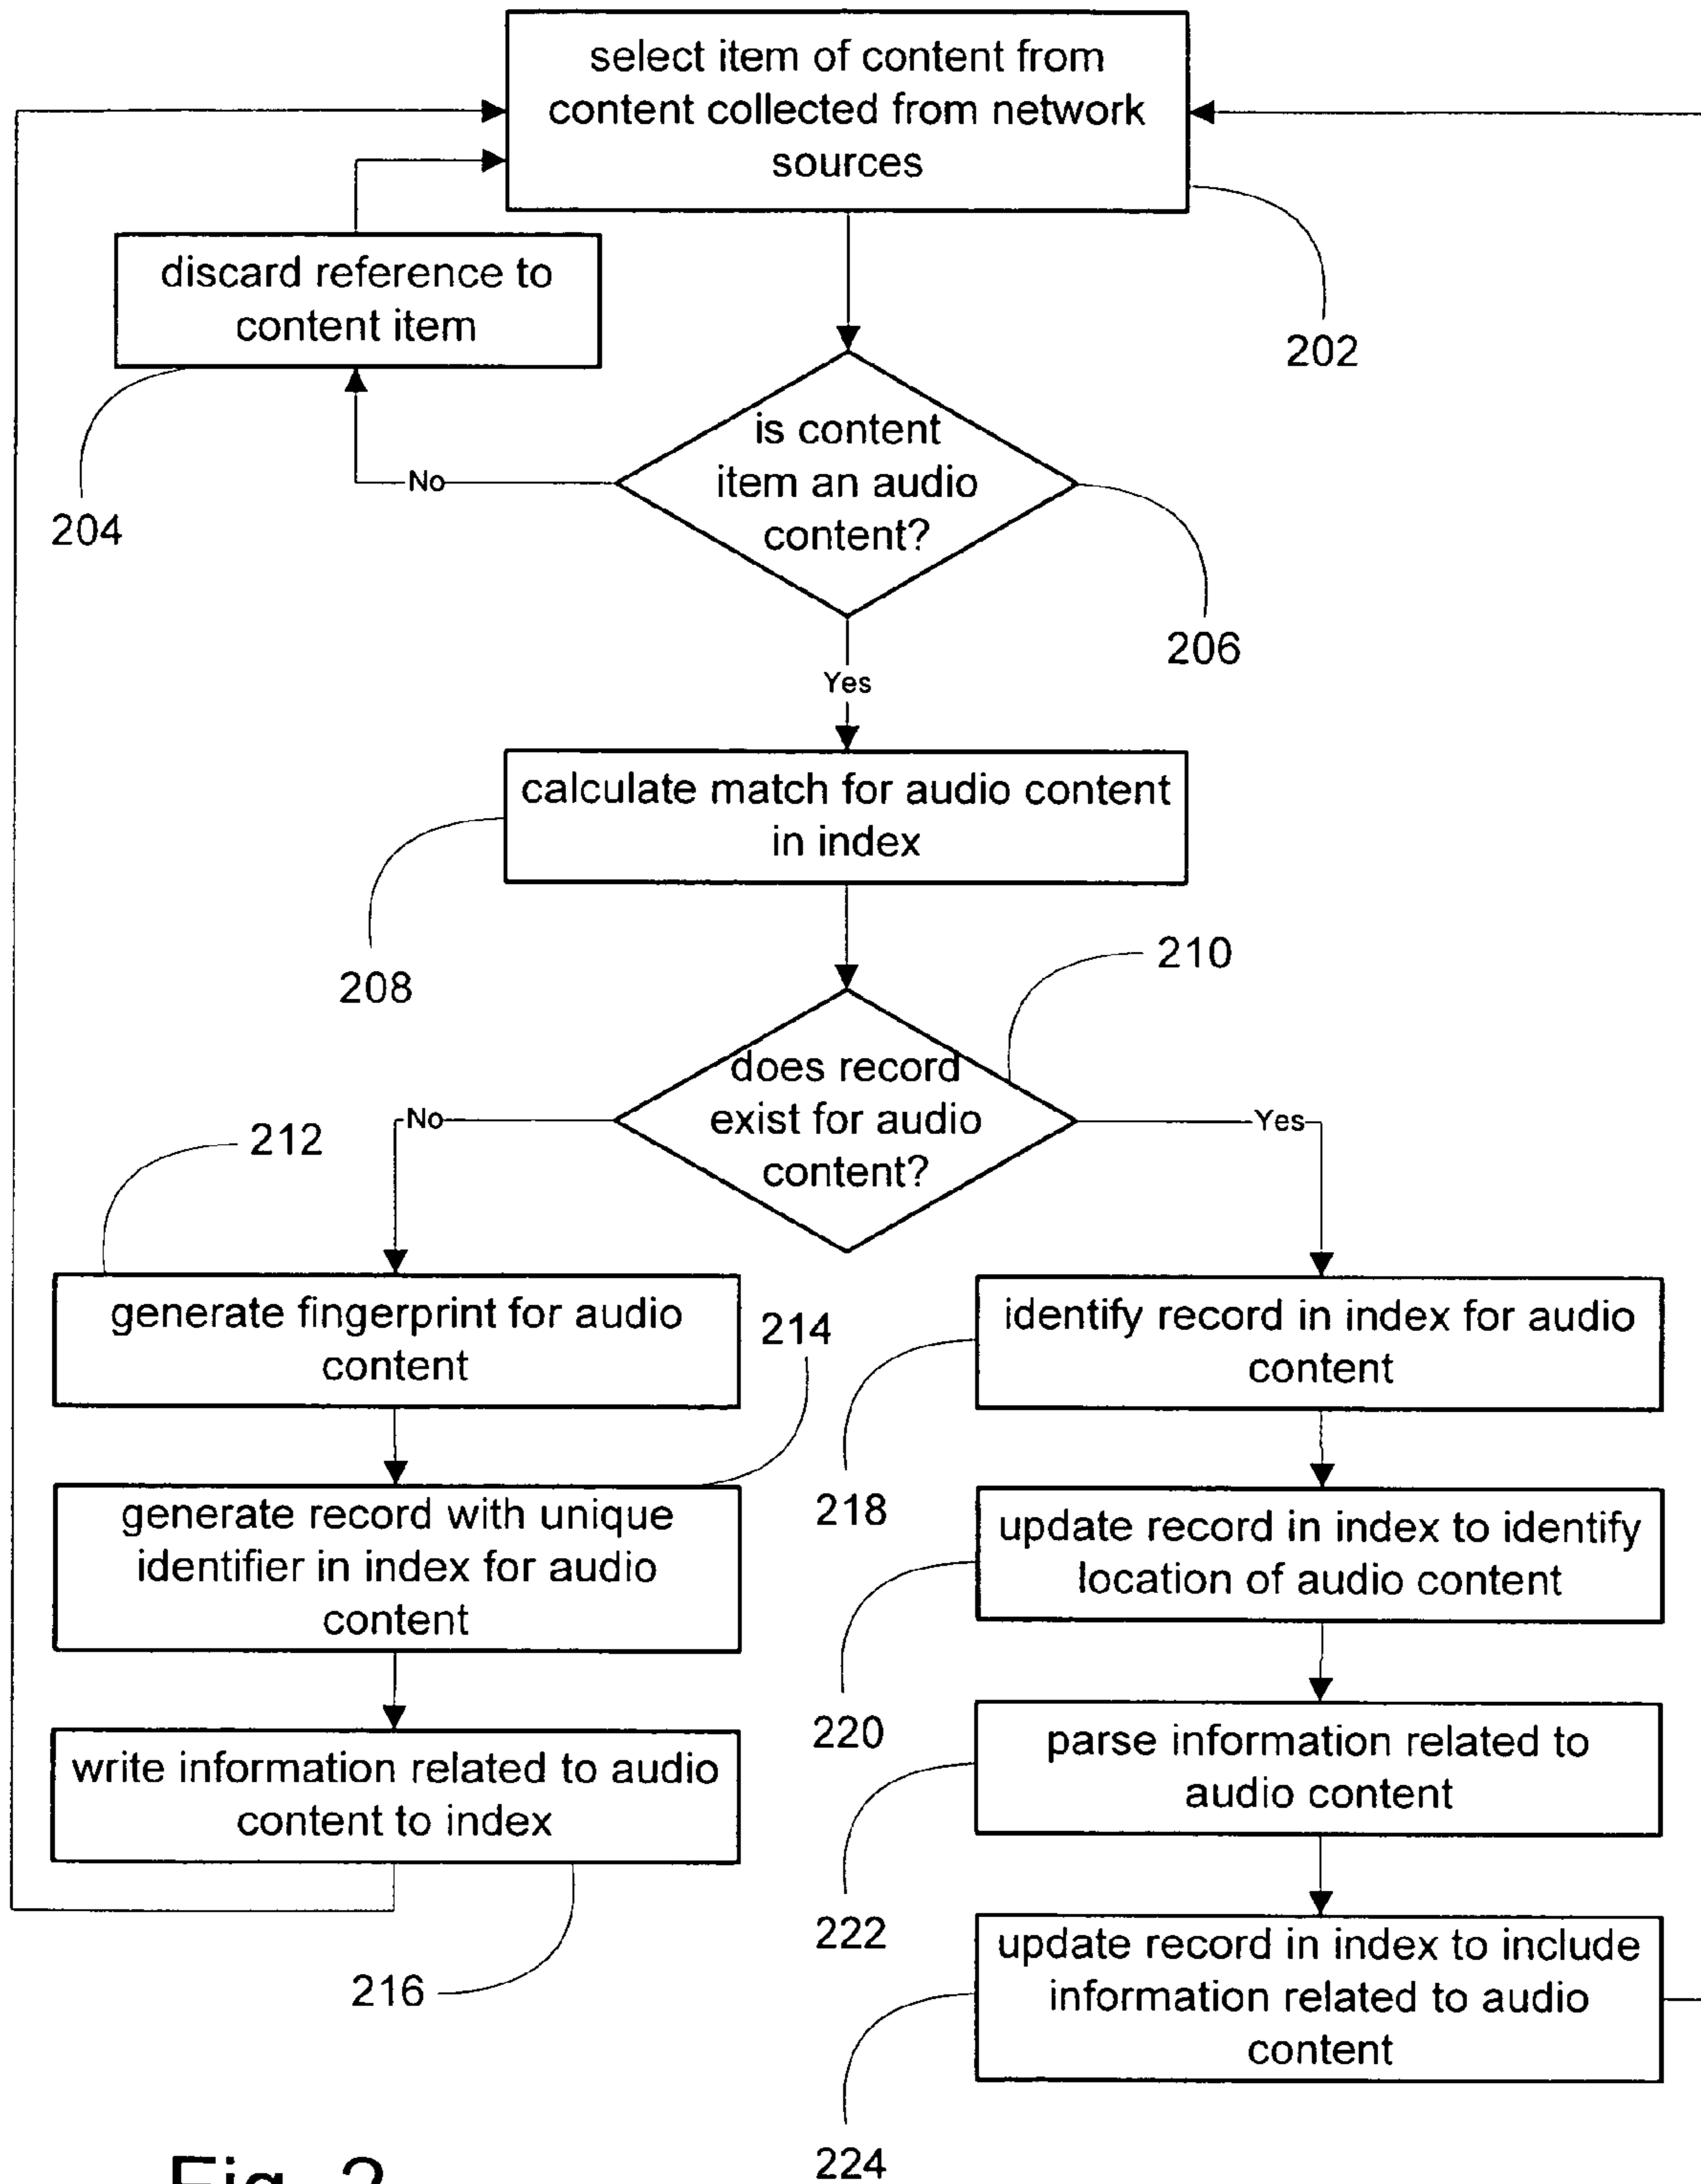 select item of content from
content collected from network
sources
discard reference to
content item
202
is content
item an audio
content?
No
204
206
Yes
calculate match for audio content
in index
208
210
does record
exist for audio
content?
No
Yes
212
generate fingerprint for audio
content
214
identify record in index for audio
content
generate record with unique
identifier in index for audio
content
218
update record in index to identify
location of audio content
write information related to audio
content to index
220
parse information related to
audio content
222
216
update record in index to include
information related to audio
content
224
Fig. 2